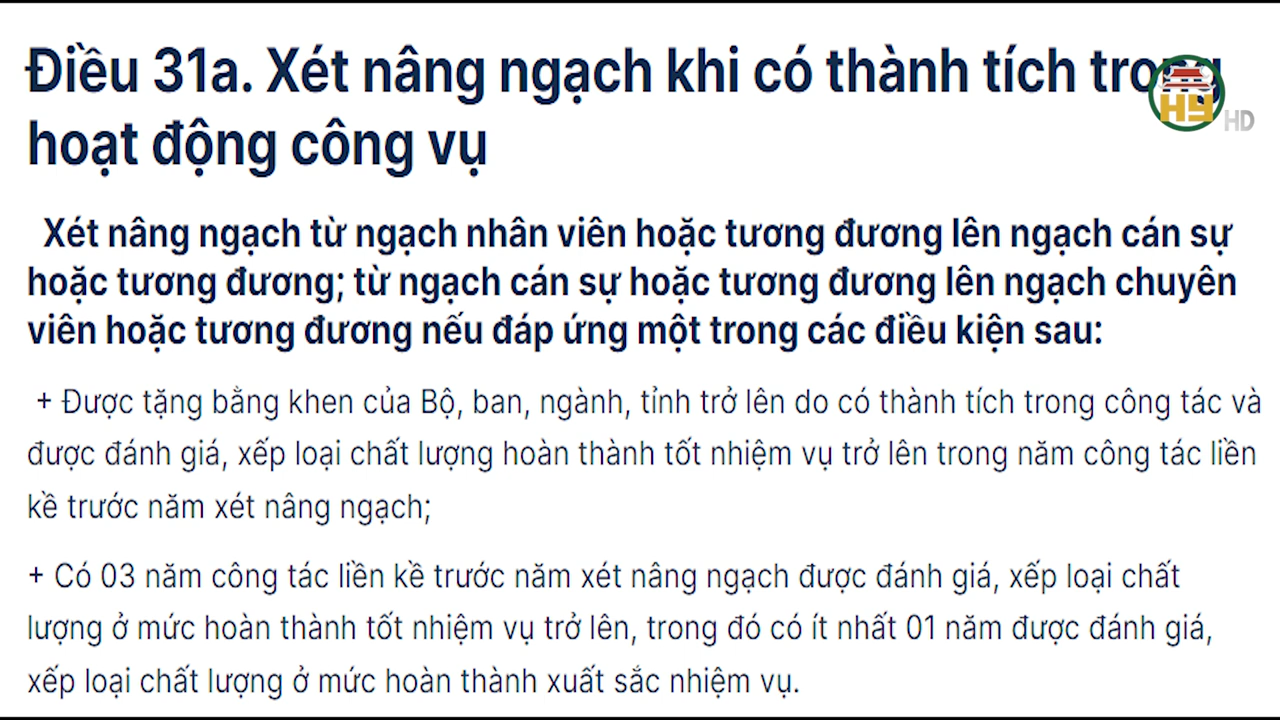 Điều 31a. Xét nâng ngạch khi có thành tích trong
hoạt động công vụ
HY
HD
Xét nâng ngạch từ ngạch nhân viên hoặc tương đương lên ngạch cán sự
hoặc tương đương; từ ngạch cán sự hoặc tương đương lên ngạch chuyên
viên hoặc tương đương nếu đáp ứng một trong các điều kiện sau:
+ Được tặng bằng khen của Bộ, ban, ngành, tỉnh trở lên do có thành tích trong công tác và
được đánh giá, xếp loại chất lượng hoàn thành tốt nhiệm vụ trở lên trong năm công tác liền
kề trước năm xét nâng ngạch;
+ Có 03 năm công tác liền kề trước năm xét nâng ngạch được đánh giá, xếp loại chất
lượng ở mức hoàn thành tốt nhiệm vụ trở lên, trong đó có ít nhất 01 năm được đánh giá,
xếp loại chất lượng ở mức hoàn thành xuất sắc nhiệm vụ.